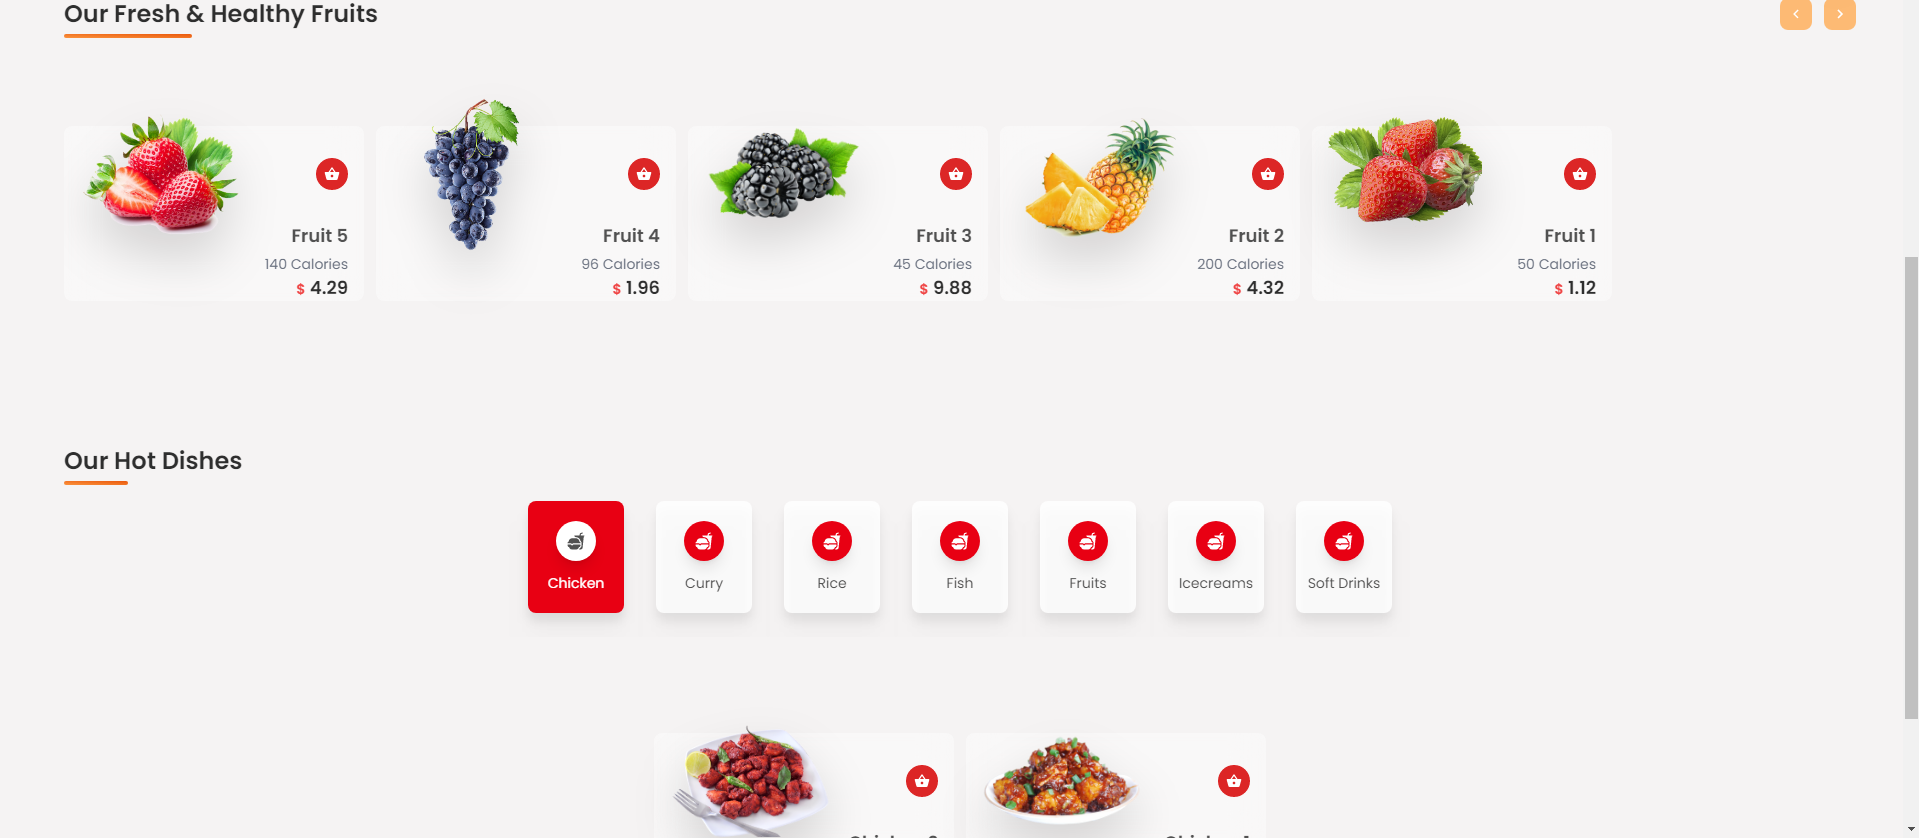 Our Fresh & Healthy Fruits
Fruit 5
140 Calories
$ 4.29
Fruit 4
96 Calories
$ 1.96
Fruit 3
45 Calories
$ 9.88
Fruit 2
200 Calories
$ 4.32
Fruit 1
50 Calories
$ 1.12
Our Hot Dishes
Chicken
Curry
Rice
Fish
Fruits
Icecreams
Soft Drinks